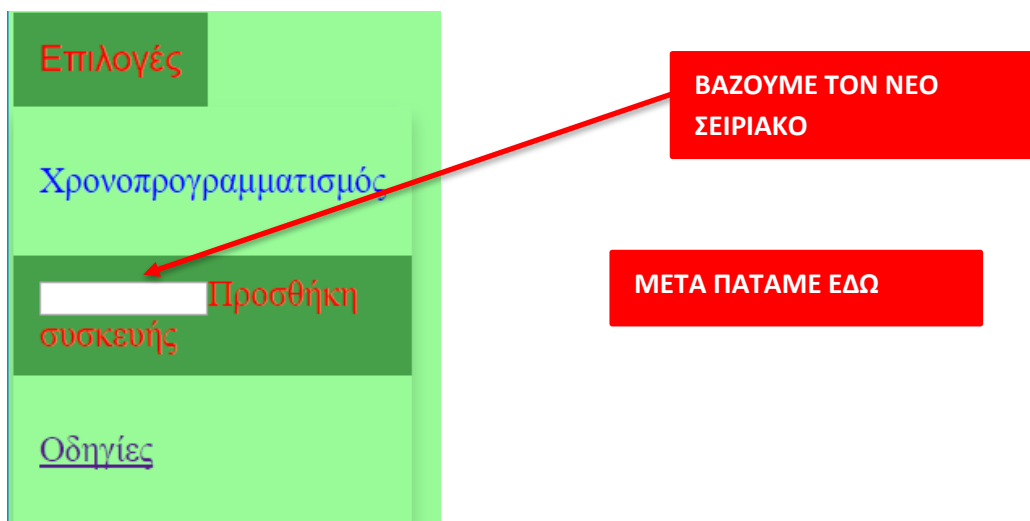 Επιλογές
Χρονοπρογραμματισμός
Προσθήκη
συσκευής
Οδηγίες
ΒΑΖΟΥΜΕ ΤΟΝ ΝΕΟ
ΣΕΙΡΙΑΚΟ
ΜΕΤΑ ΠΑΤΑΜΕ ΕΔΩ